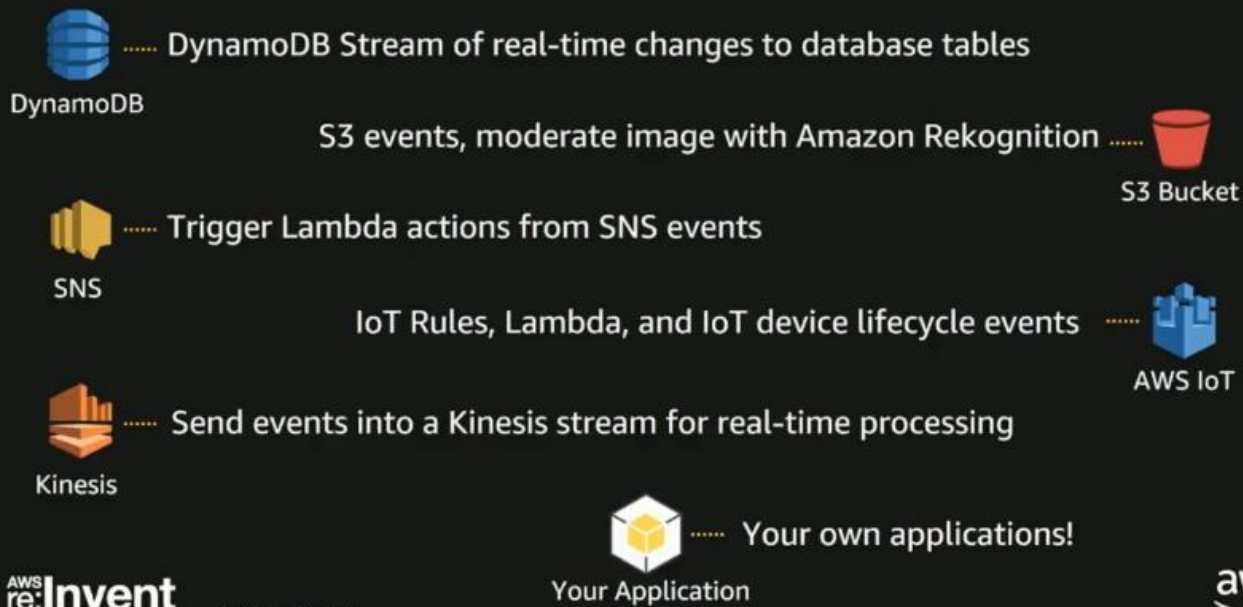 DynamoDB Stream of real-time changes to database tables
DynamoDB
S3 events, moderate image with Amazon Rekognition
S3 Bucket
Trigger Lambda actions from SNS events
SNS
IoT Rules, Lambda, and IoT device lifecycle events
AWS IoT
Send events into a Kinesis stream for real-time processing
Kinesis
Your own applications!
Your Application
AWS
re:Invent